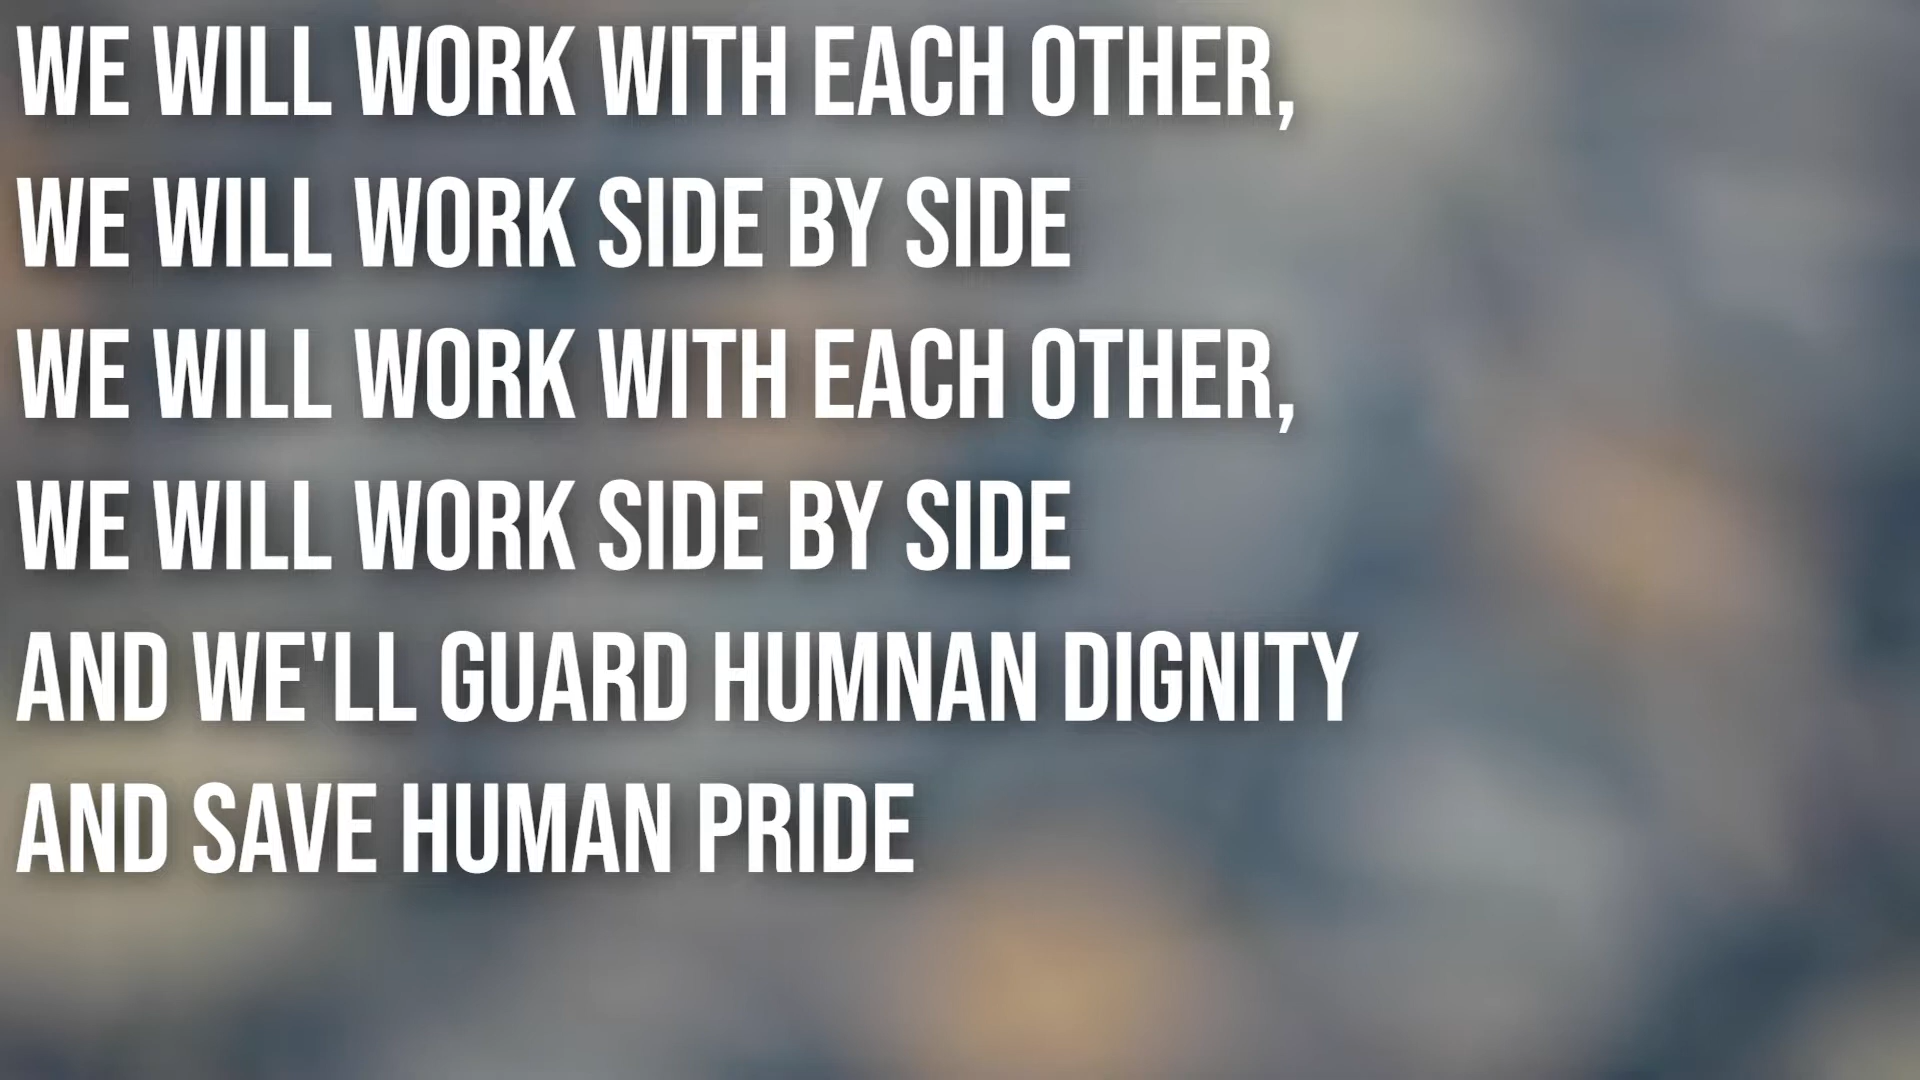 WE WILL WORK WITH EACH OTHER,
WE WILL WORK SIDE BY SIDE
WE WILL WORK WITH EACH OTHER,
WE WILL WORK SIDE BY SIDE
AND WE'LL GUARD HUMNAN DIGNITY
AND SAVE HUMAN PRIDE